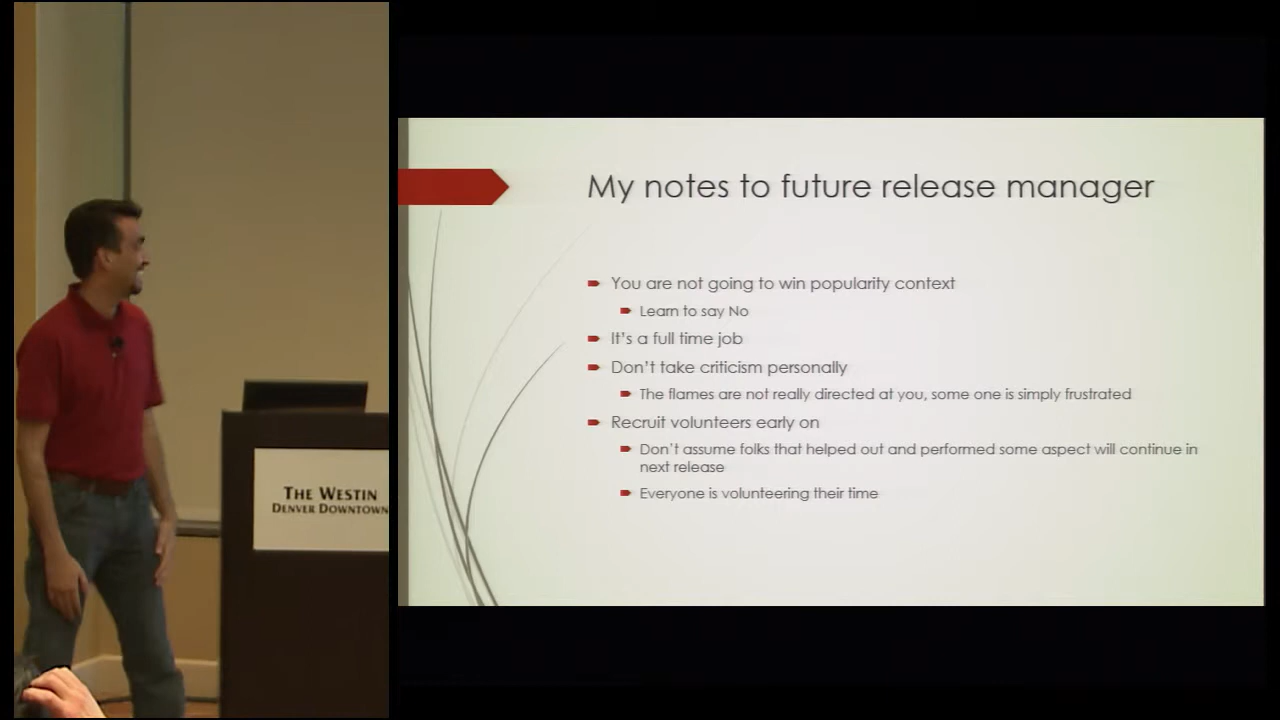 My notes to future release manager
You are not going to win popularity context
Learn to say No
It's a full time job
Don't take criticism personally
The flames are not really directed at you, some one is simply frustrated
Recruit volunteers early on
Don't assume folks that helped out and performed some aspect will continue in
next release
Everyone is volunteering their time
THE WESTIN
DENVER DOWNTOWN